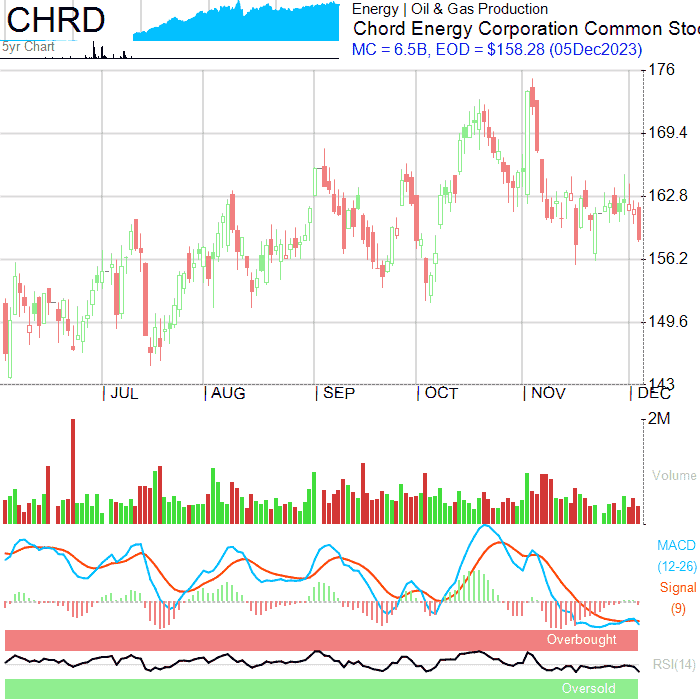 CHRD
5yr Chart
Energy | Oil & Gas Production
Chord Energy Corporation Common Stoc
MC = 6.5B, EOD = $158.28 (05Dec2023)
176
169.4
162.8
156.2
149.6
143
JUL AUG SEP OCT NOV DEC
2M
Volume
MACD
(12-26)
Signal
(9)
Overbought
RSI(14)
Oversold